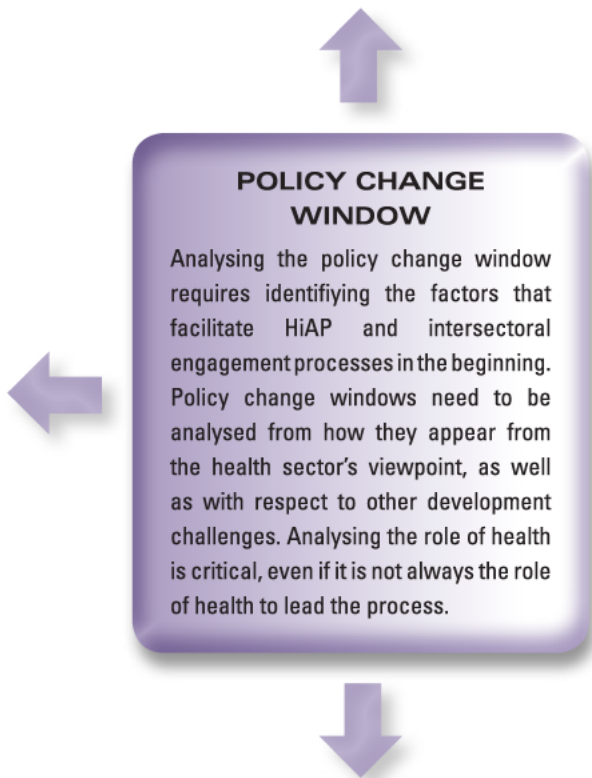 POLICY CHANGE
WINDOW
Analysing the policy change window
requires identifiying the factors that
facilitate HiAP and intersectoral
engagement processes in the beginning.
Policy change windows need to be
analysed from how they appear from
the health sector's viewpoint, as well
as with respect to other development
challenges. Analysing the role of health
is critical, even if it is not always the role
of health to lead the process.